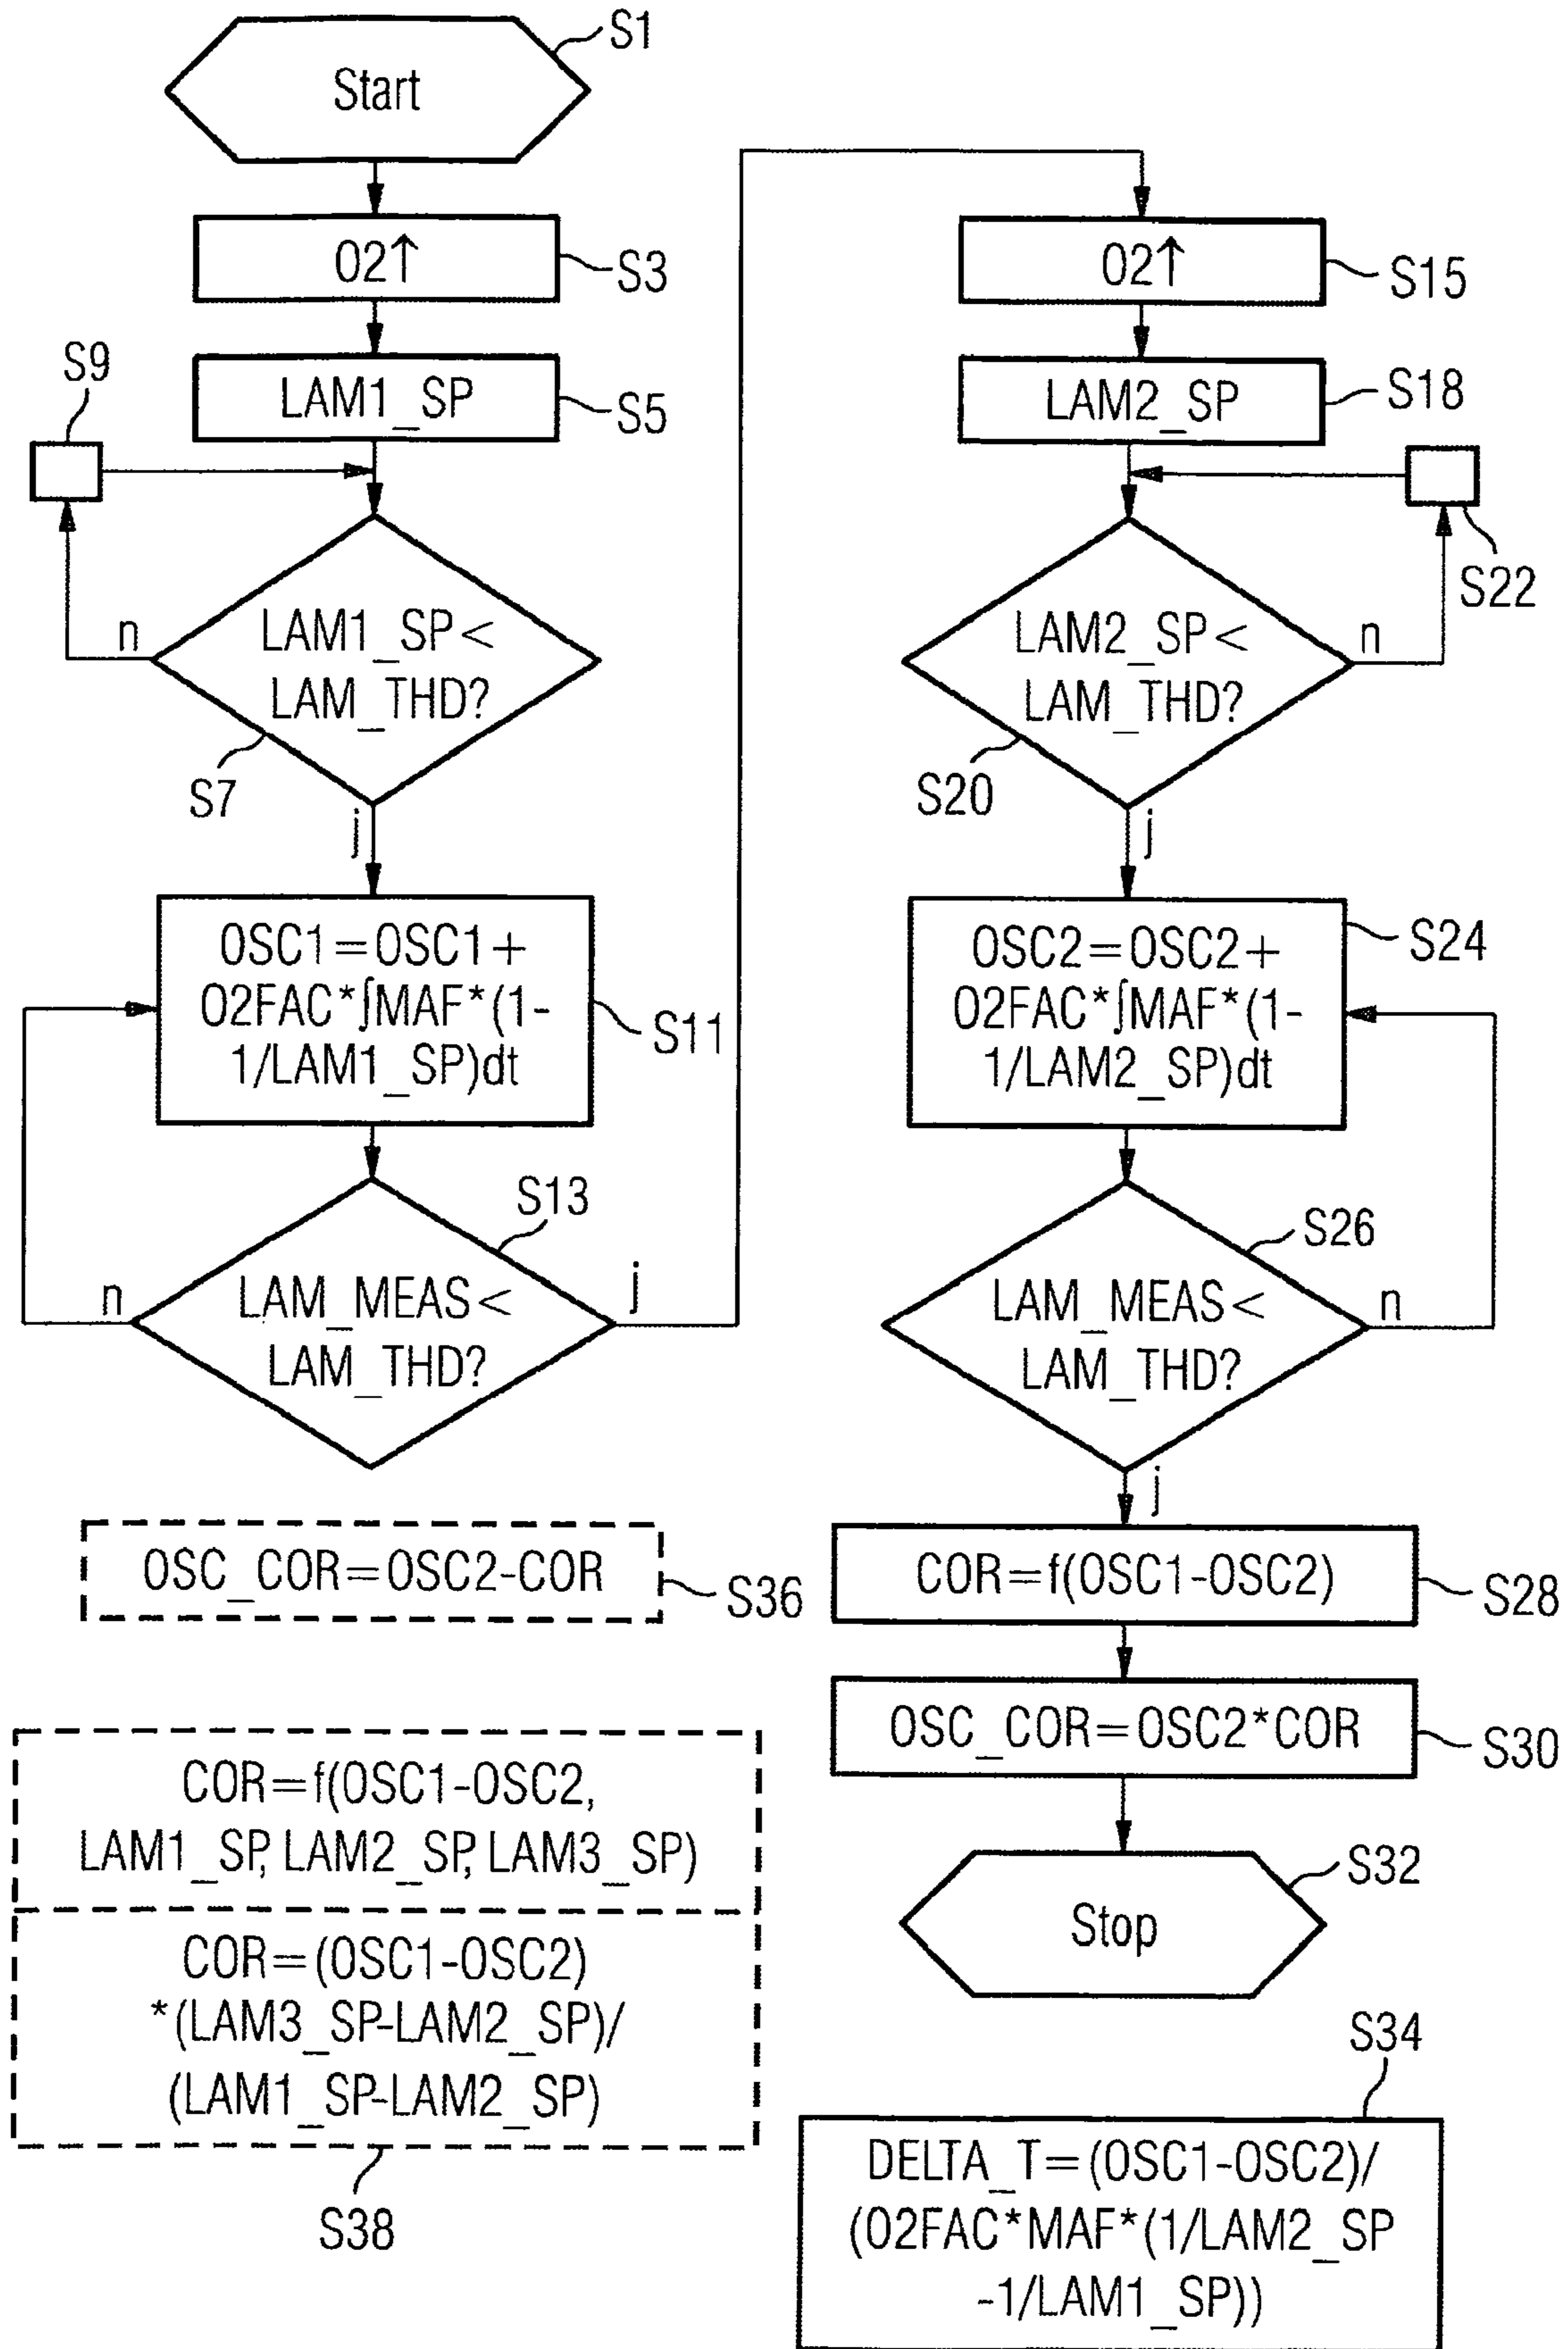 S1
Start
O2↑
S3
LAM1_SP
S5
S9
n
LAM1_SP<
LAM_THD?
S7
j
OSC1=OSC1+
O2FAC*∫MAF*(1-
1/LAM1_SP)dt
S11
S13
n
LAM_MEAS<
LAM_THD?
j
O2↑
S15
LAM2_SP
S18
S22
LAM2_SP<
LAM_THD?
n
S20
j
OSC2=OSC2+
O2FAC*∫MAF*(1-
1/LAM2_SP)dt
S24
S26
LAM_MEAS<
LAM_THD?
n
j
COR=f(OSC1-OSC2)
S28
OSC_COR=OSC2*COR
S30
S32
Stop
S34
DELTA_T=(OSC1-OSC2)/
(O2FAC*MAF*(1/LAM2_SP
-1/LAM1_SP))
OSC_COR=OSC2-COR
S36
COR=f(OSC1-OSC2,
LAM1_SP, LAM2_SP, LAM3_SP)
COR=(OSC1-OSC2)
*(LAM3_SP-LAM2_SP)/
(LAM1_SP-LAM2_SP)
S38